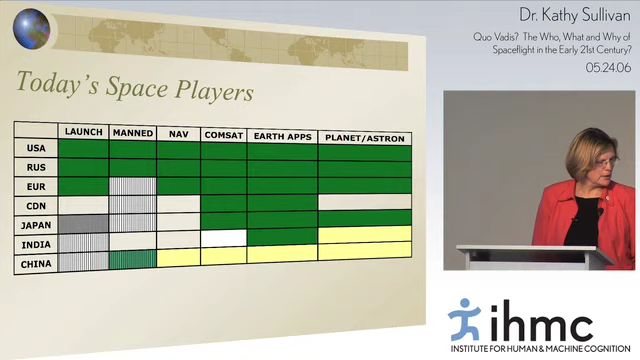 Dr. Kathy Sullivan
Quo Vadis? The Who, What and Why of
Spaceflight in the Early 21st Century?
05.24.06
Today's Space Players
LAUNCH MANNED NAV COMSAT EARTH APPS PLANET/ASTRON
USA
RUS
EUR
CDN
JAPAN
INDIA
CHINA
ihmc
INSTITUTE FOR HUMAN & MACHINE COGNITION